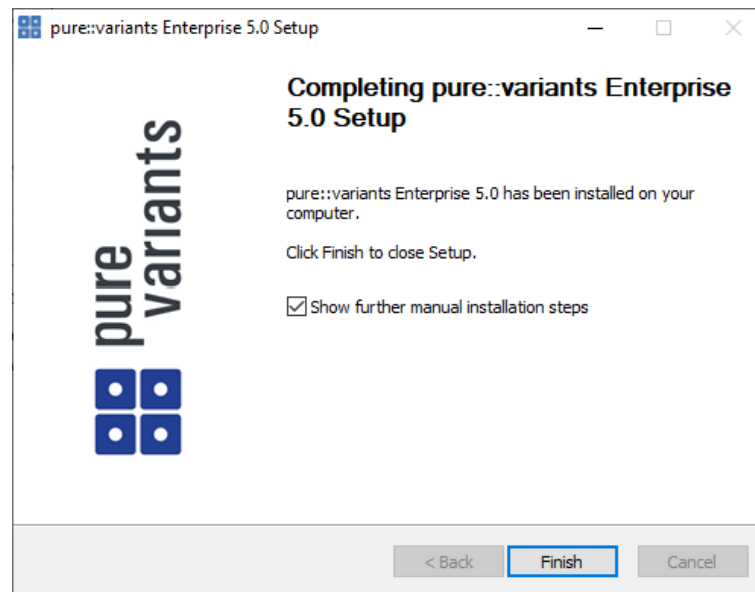 pure::variants Enterprise 5.0 Setup
Completing pure::variants Enterprise
5.0 Setup
pure::variants Enterprise 5.0 has been installed on your
computer.
Click Finish to close Setup.
Show further manual installation steps
pure
variants
< Back
Finish
Cancel